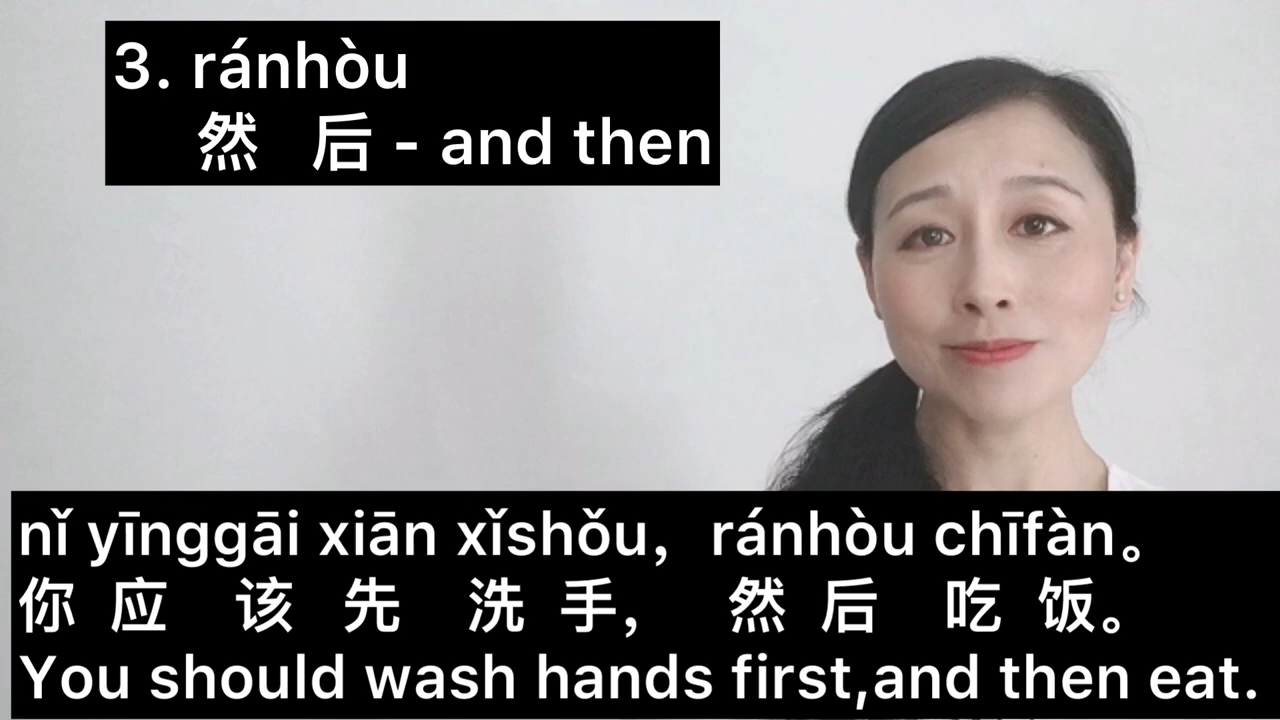 3. ránhòu
然 后 - and then
nǐ yīnggāi xiān xǐshǒu, ránhòu chīfàn。
你 应 该 先 洗 手, 然 后 吃 饭。
You should wash hands first,and then eat.